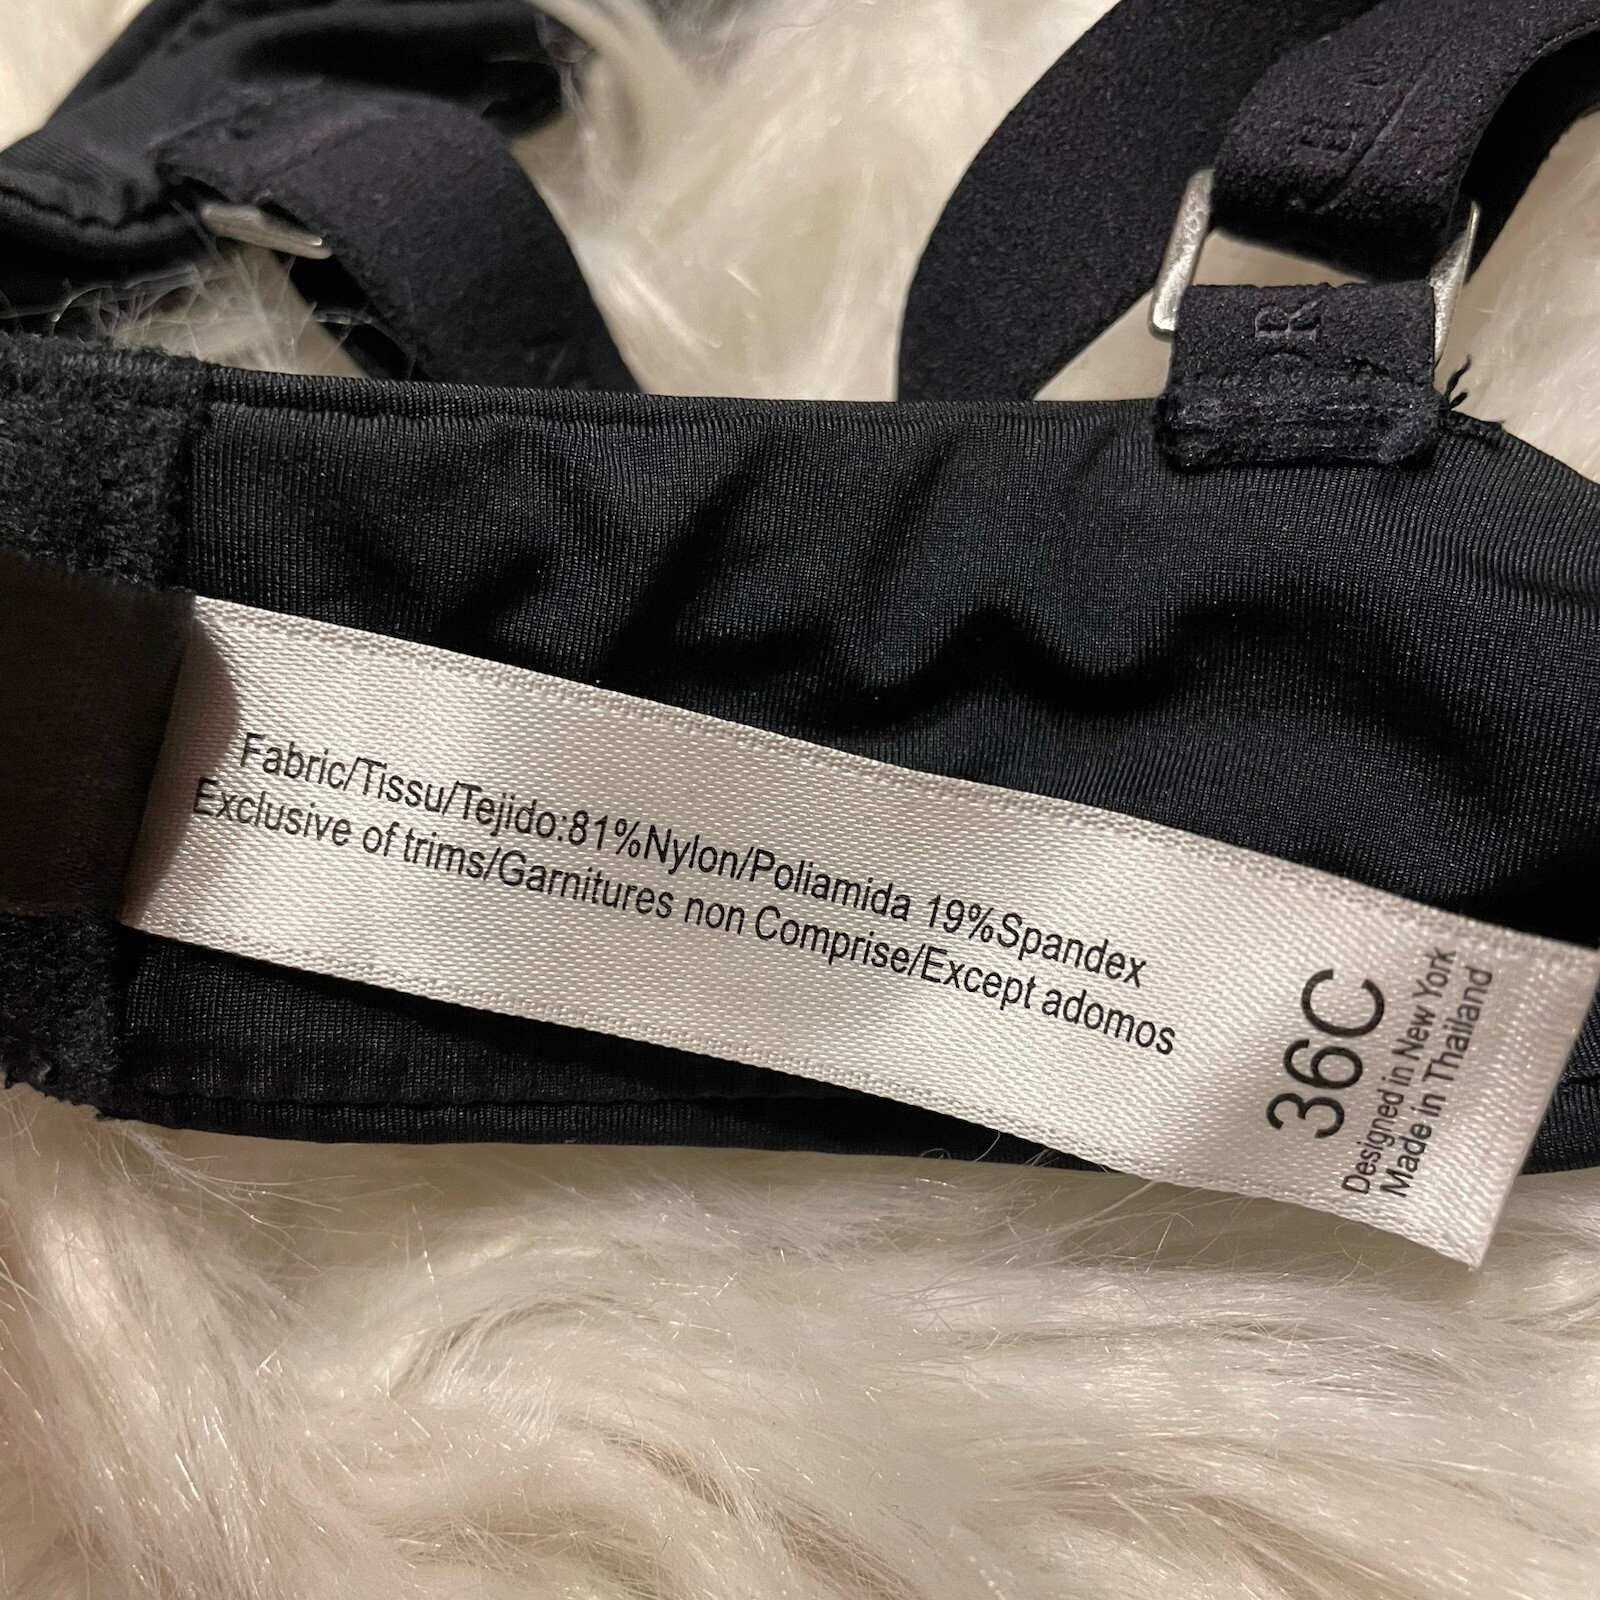 Fabric/Tissu/Tejido:81%Nylon/Poliamida 19%Spandex
Exclusive of trims/Garnitures non Comprise/Except adomos
36C
Designed in New York
Made in Thailand